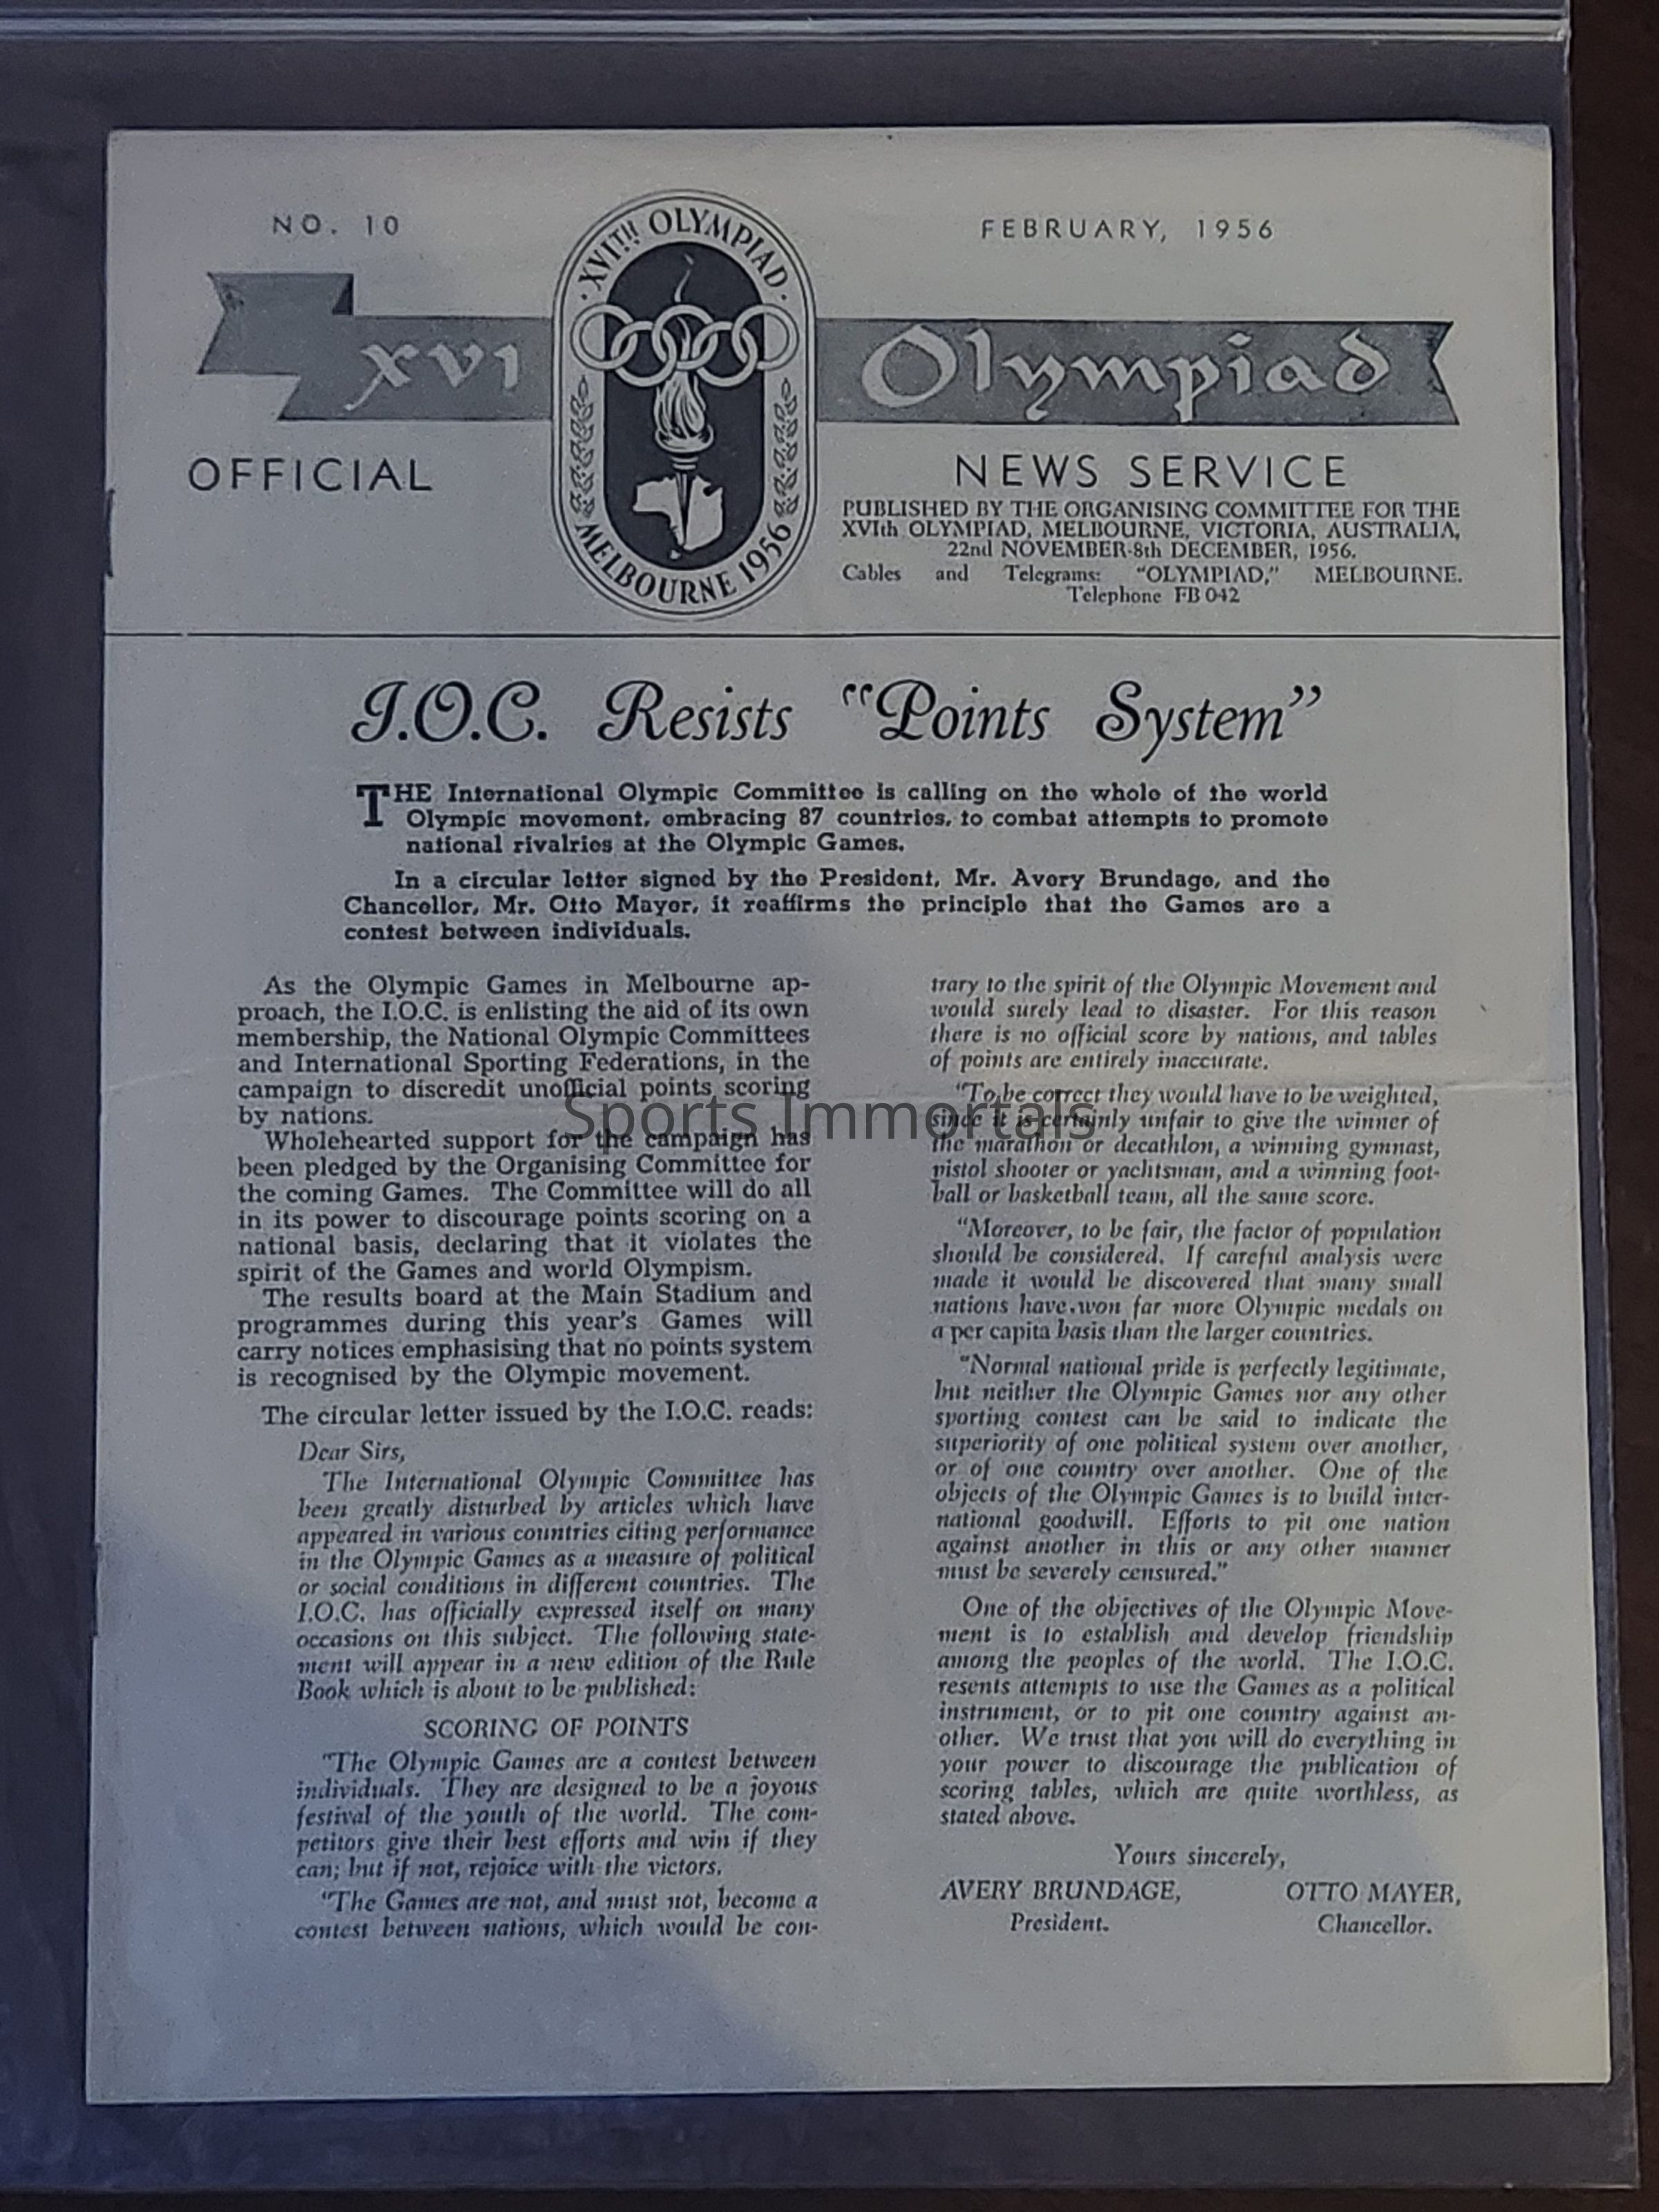 NO. 10
FEBRUARY, 1956
XVITH OLYMPIAD
MELBOURNE 1956
XVI Olympiad
OFFICIAL
NEWS SERVICE
PUBLISHED BY THE ORGANISING COMMITTEE FOR THE
XVIth OLYMPIAD, MELBOURNE, VICTORIA, AUSTRALIA,
22nd NOVEMBER-8th DECEMBER, 1956.
Cables and Telegrams: "OLYMPIAD," MELBOURNE.
Telephone FB 042
I.O.C. Resists "Points System"
THE International Olympic Committee is calling on the whole of the world
Olympic movement, embracing 87 countries, to combat attempts to promote
national rivalries at the Olympic Games.
In a circular letter signed by the President, Mr. Avery Brundage, and the
Chancellor, Mr. Otto Mayer, it reaffirms the principle that the Games are a
contest between individuals.
As the Olympic Games in Melbourne ap-
proach, the I.O.C. is enlisting the aid of its own
membership, the National Olympic Committees
and International Sporting Federations, in the
campaign to discredit unofficial points scoring
by nations.
Wholehearted support for the campaign has
been pledged by the Organising Committee for
the coming Games. The Committee will do all
in its power to discourage points scoring on a
national basis, declaring that it violates the
spirit of the Games and world Olympism.
The results board at the Main Stadium and
programmes during this year's Games will
carry notices emphasising that no points system
is recognised by the Olympic movement.
The circular letter issued by the I.O.C. reads:
Dear Sirs,
The International Olympic Committee has
been greatly disturbed by articles which have
appeared in various countries citing performance
in the Olympic Games as a measure of political
or social conditions in different countries. The
I.O.C. has officially expressed itself on many
occasions on this subject. The following state-
ment will appear in a new edition of the Rule
Book which is about to be published:
SCORING OF POINTS
"The Olympic Games are a contest between
individuals. They are designed to be a joyous
festival of the youth of the world. The com-
petitors give their best efforts and win if they
can; but if not, rejoice with the victors.
"The Games are not, and must not, become a
contest between nations, which would be con-
trary to the spirit of the Olympic Movement and
would surely lead to disaster. For this reason
there is no official score by nations, and tables
of points are entirely inaccurate.
"To be correct they would have to be weighted,
since it is certainly unfair to give the winner of
the marathon or decathlon, a winning gymnast,
pistol shooter or yachtsman, and a winning foot-
ball or basketball team, all the same score.
"Moreover, to be fair, the factor of population
should be considered. If careful analysis were
made it would be discovered that many small
nations have won far more Olympic medals on
a per capita basis than the larger countries.
"Normal national pride is perfectly legitimate,
but neither the Olympic Games nor any other
sporting contest can be said to indicate the
superiority of one political system over another,
or of one country over another. One of the
objects of the Olympic Games is to build inter-
national goodwill. Efforts to pit one nation
against another in this or any other manner
must be severely censured."
One of the objectives of the Olympic Move-
ment is to establish and develop friendship
among the peoples of the world. The I.O.C.
resents attempts to use the Games as a political
instrument, or to pit one country against an-
other. We trust that you will do everything in
your power to discourage the publication of
scoring tables, which are quite worthless, as
stated above.
Yours sincerely,
AVERY BRUNDAGE, OTTO MAYER,
President. Chancellor.
Sports Immortals